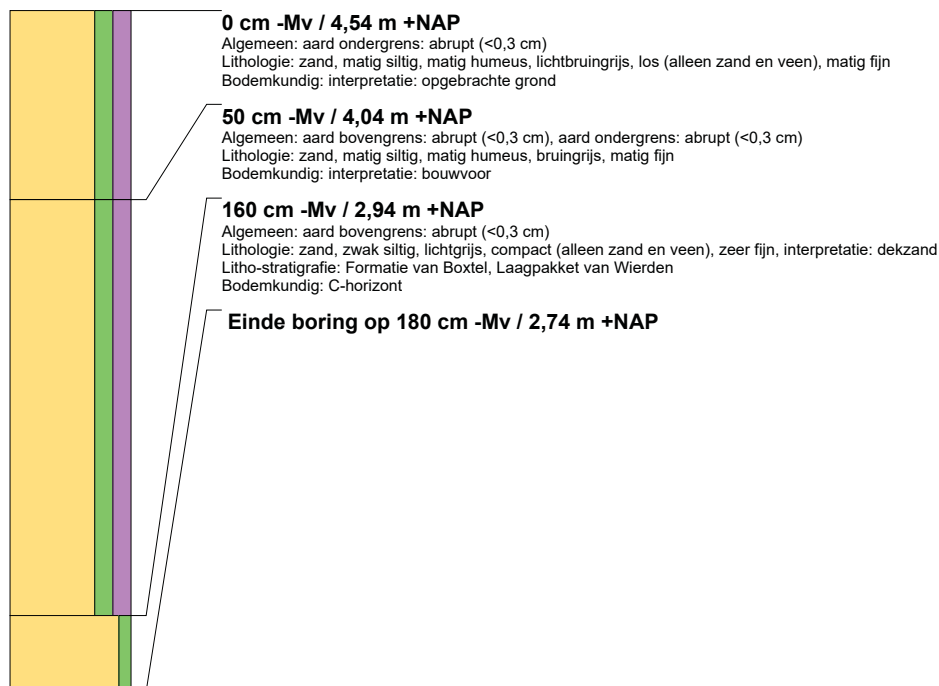 0 cm -Mv / 4,54 m +NAP
Algemeen: aard ondergrens: abrupt (<0,3 cm)
Lithologie: zand, matig siltig, matig humeus, lichtbruingrijs, los (alleen zand en veen), matig fijn
Bodemkundig: interpretatie: opgebrachte grond
50 cm -Mv / 4,04 m +NAP
Algemeen: aard bovengrens: abrupt (<0,3 cm), aard ondergrens: abrupt (<0,3 cm)
Lithologie: zand, matig siltig, matig humeus, bruingrijs, matig fijn
Bodemkundig: interpretatie: bouwvoor
160 cm -Mv / 2,94 m +NAP
Algemeen: aard bovengrens: abrupt (<0,3 cm)
Lithologie: zand, zwak siltig, lichtgrijs, compact (alleen zand en veen), zeer fijn, interpretatie: dekzand
Litho-stratigrafie: Formatie van Boxtel, Laagpakket van Wierden
Bodemkundig: C-horizont
Einde boring op 180 cm -Mv / 2,74 m +NAP